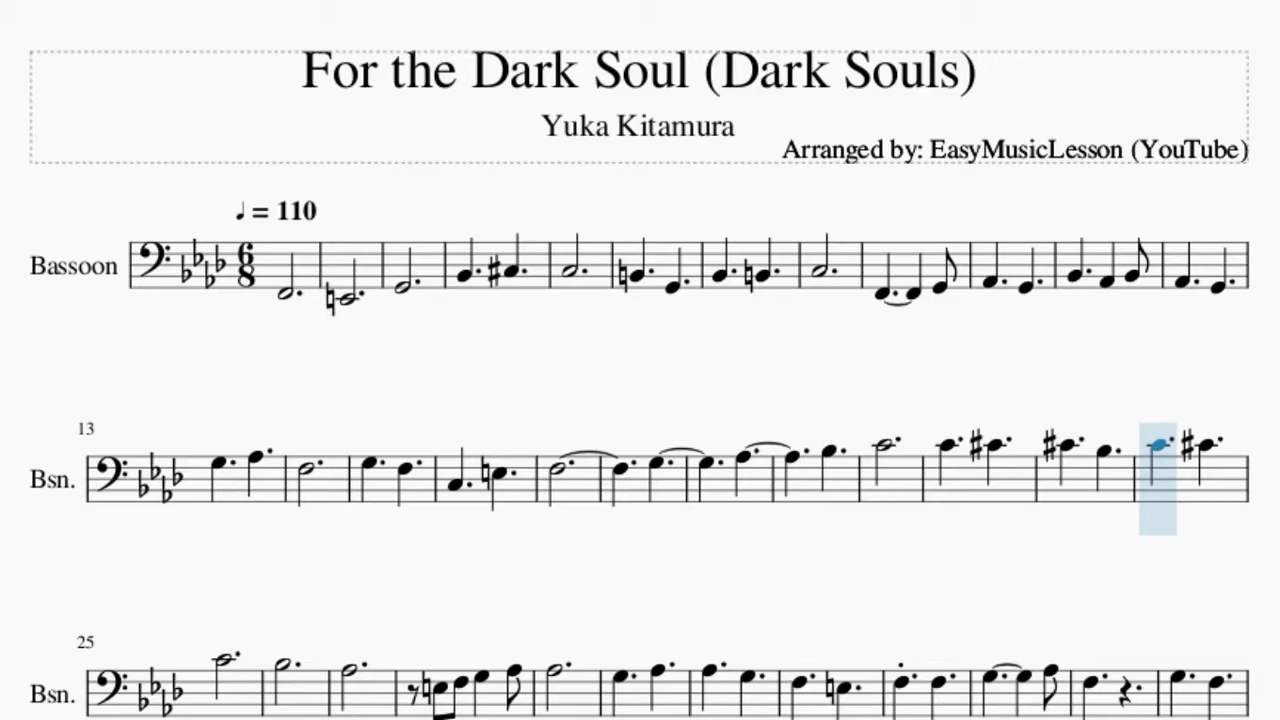 For the Dark Soul (Dark Souls)
Yuka Kitamura
Arranged by: EasyMusicLesson (YouTube)
♩ = 110
Bassoon
6
8
13
Bsn.
25
Bsn.